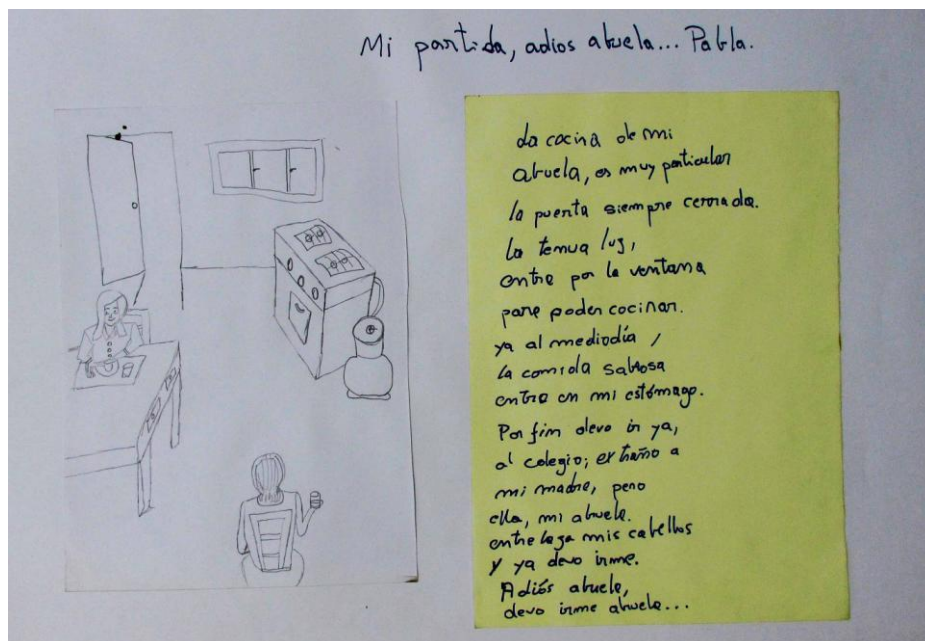 Mi partida, adios abuela... Pabla.
La cocina de mi
abuela, es muy particular
la puerta siempre cerrada.
la tenua luz,
entre por la ventana
para poder cocinar.
ya al mediodía,
la comida sabrosa
entra en mi estómago.
Por fin devo ir ya,
al colegio; extraño a
mi madre, pero
ella, mi abuela.
entrelaza mis cabellos
y ya devo irme.
Adiós abuela,
devo irme abuela...